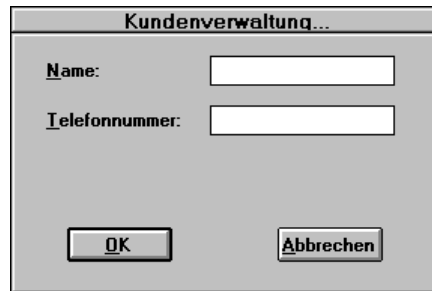 Kundenverwaltung...
Name:
Telefonnummer:
OK
Abbrechen